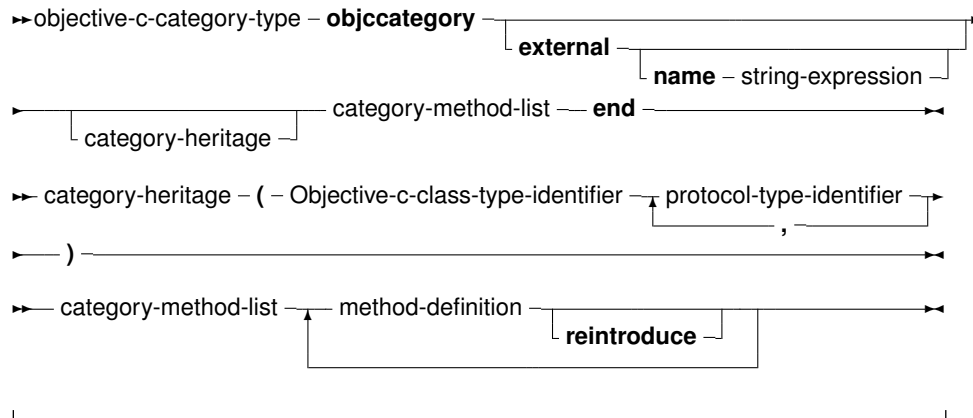 objective-c-category-type – objccategory
external
name – string-expression
category-method-list – end
category-heritage
category-heritage – ( – Objective-c-class-type-identifier – protocol-type-identifier
,
)
category-method-list – method-definition
reintroduce